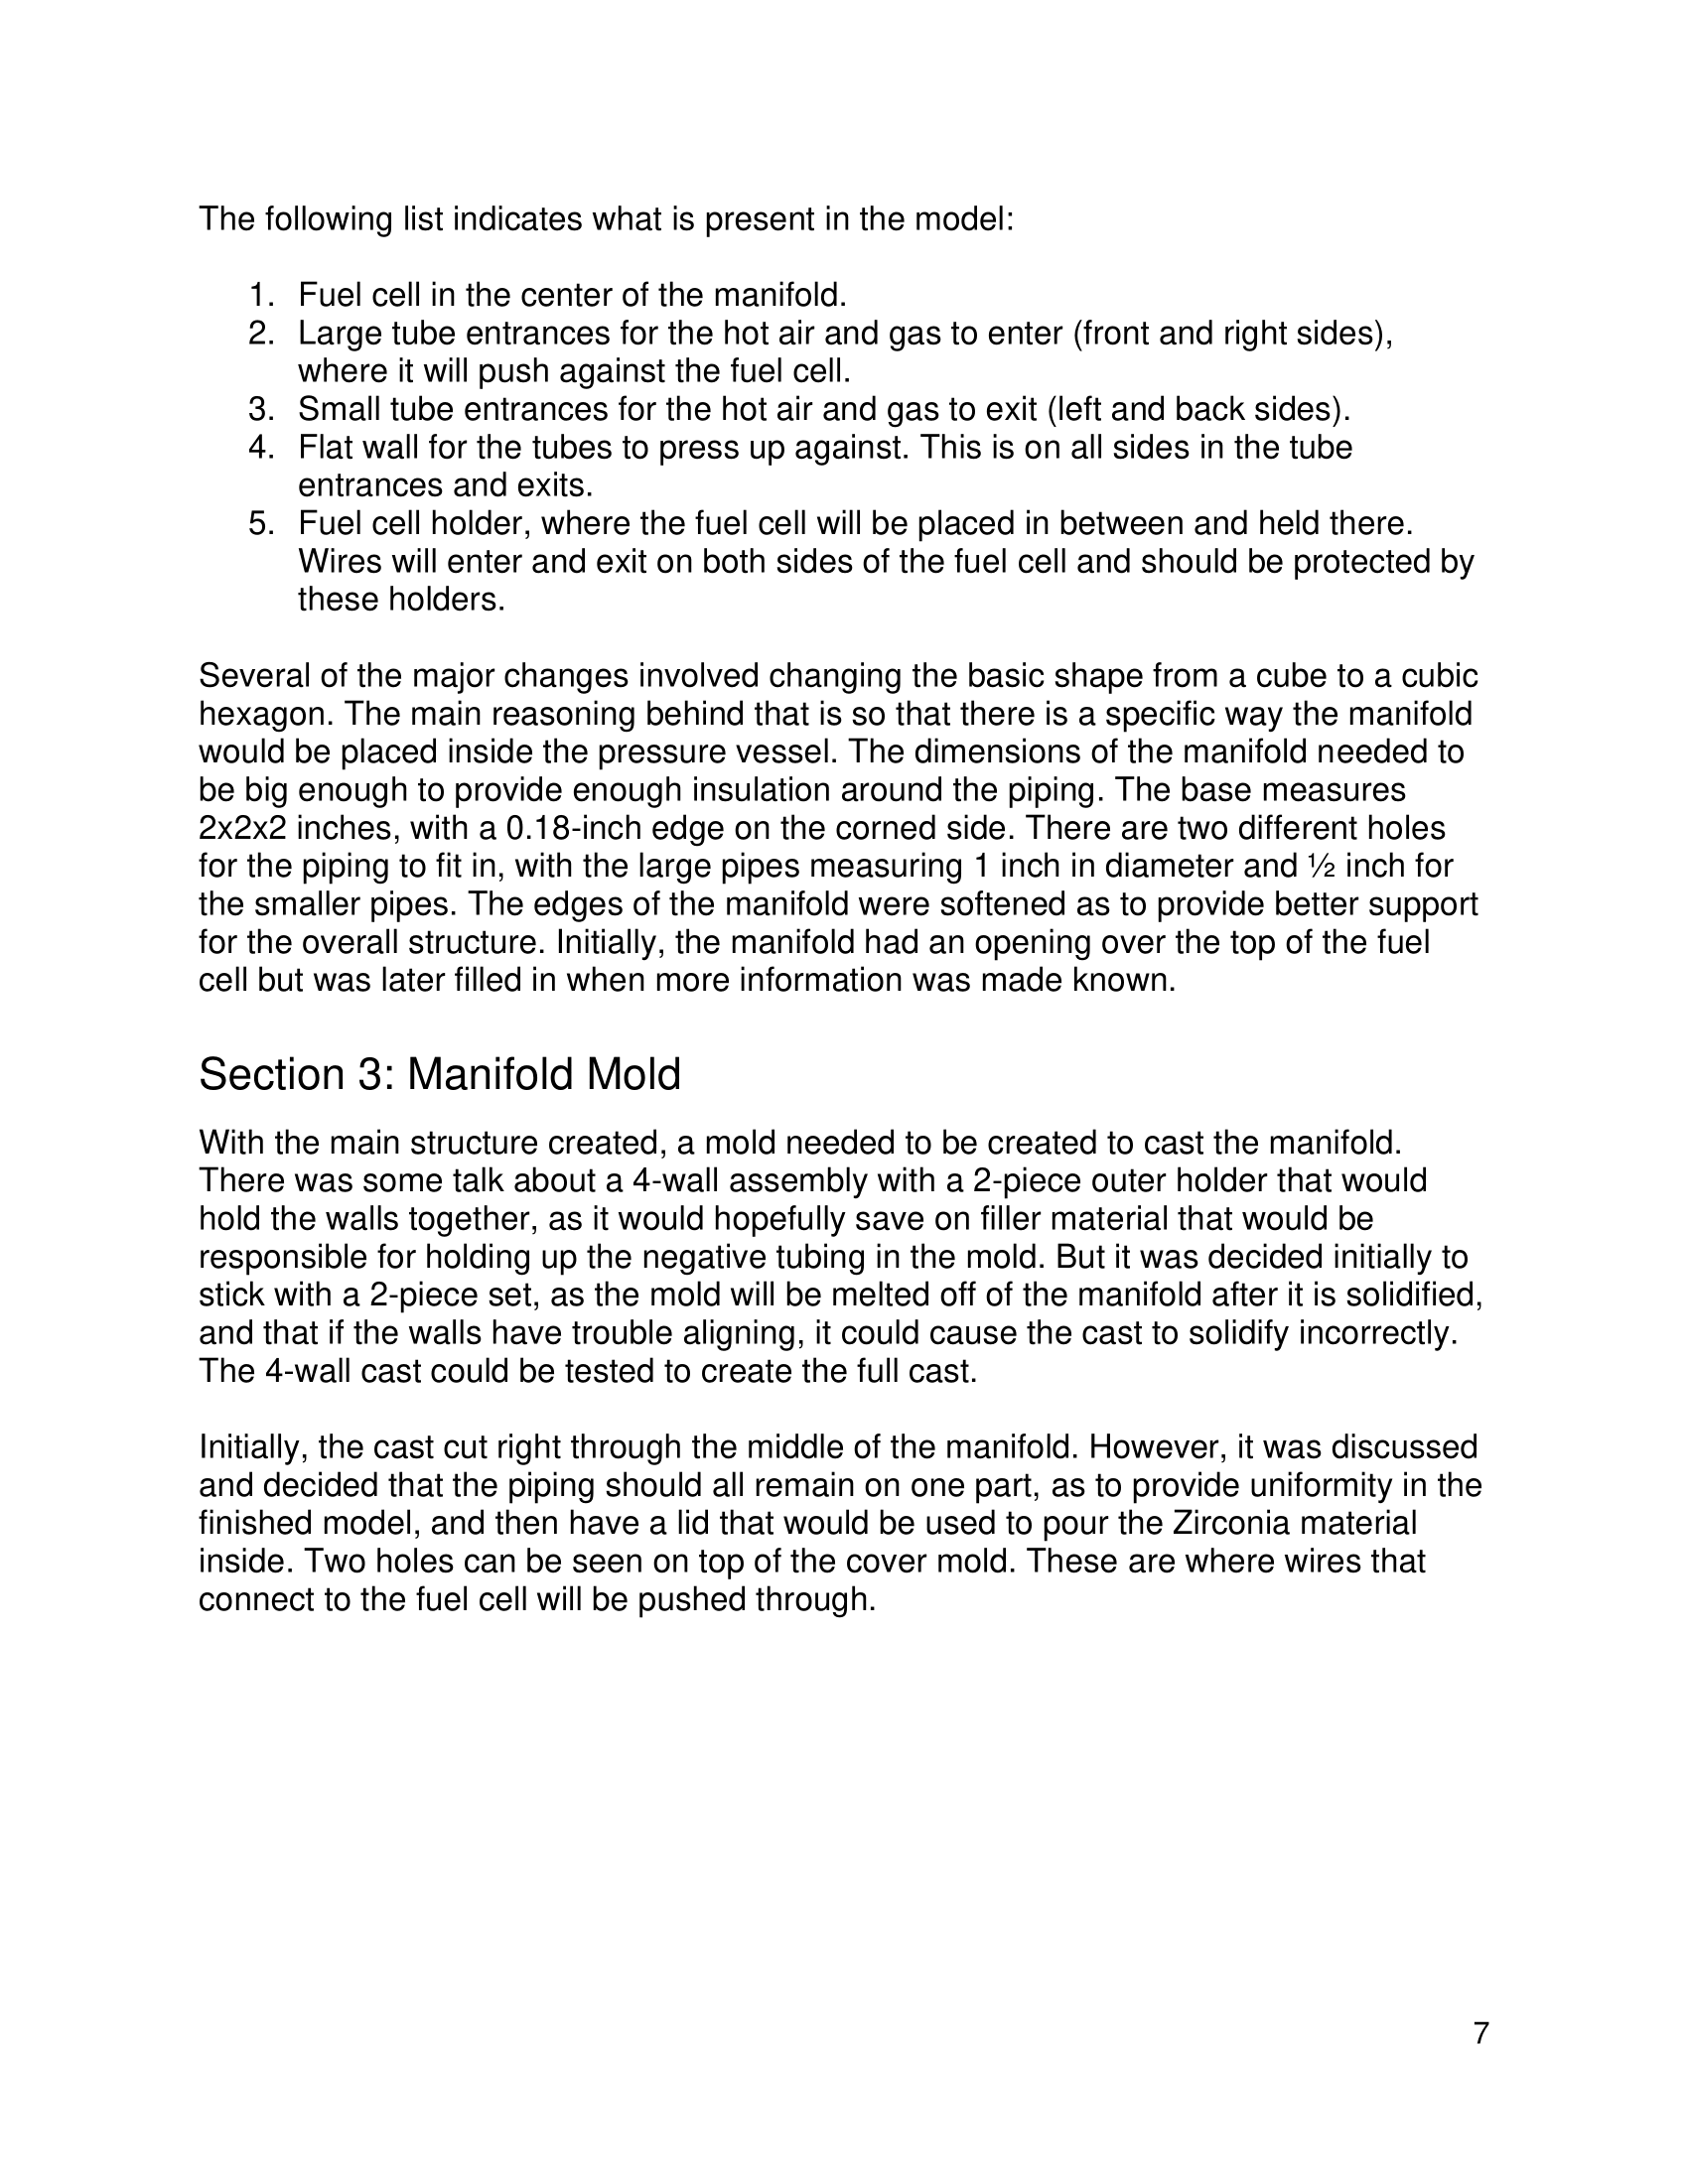 The following list indicates what is present in the model:
1. Fuel cell in the center of the manifold.
2. Large tube entrances for the hot air and gas to enter (front and right sides),
where it will push against the fuel cell.
3. Small tube entrances for the hot air and gas to exit (left and back sides).
4. Flat wall for the tubes to press up against. This is on all sides in the tube
entrances and exits.
5. Fuel cell holder, where the fuel cell will be placed in between and held there.
Wires will enter and exit on both sides of the fuel cell and should be protected by
these holders.
Several of the major changes involved changing the basic shape from a cube to a cubic
hexagon. The main reasoning behind that is so that there is a specific way the manifold
would be placed inside the pressure vessel. The dimensions of the manifold needed to
be big enough to provide enough insulation around the piping. The base measures
2x2x2 inches, with a 0.18-inch edge on the corned side. There are two different holes
for the piping to fit in, with the large pipes measuring 1 inch in diameter and ½ inch for
the smaller pipes. The edges of the manifold were softened as to provide better support
for the overall structure. Initially, the manifold had an opening over the top of the fuel
cell but was later filled in when more information was made known.
Section 3: Manifold Mold
With the main structure created, a mold needed to be created to cast the manifold.
There was some talk about a 4-wall assembly with a 2-piece outer holder that would
hold the walls together, as it would hopefully save on filler material that would be
responsible for holding up the negative tubing in the mold. But it was decided initially to
stick with a 2-piece set, as the mold will be melted off of the manifold after it is solidified,
and that if the walls have trouble aligning, it could cause the cast to solidify incorrectly.
The 4-wall cast could be tested to create the full cast.
Initially, the cast cut right through the middle of the manifold. However, it was discussed
and decided that the piping should all remain on one part, as to provide uniformity in the
finished model, and then have a lid that would be used to pour the Zirconia material
inside. Two holes can be seen on top of the cover mold. These are where wires that
connect to the fuel cell will be pushed through.
7